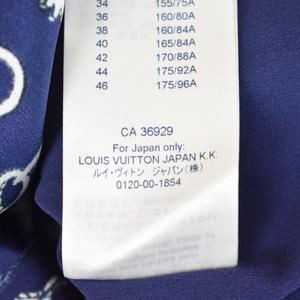 34 155/75A
36 160/80A
38 160/84A
40 165/84A
42 170/88A
44 175/92A
46 175/96A
CA 36929
For Japan only:
LOUIS VUITTON JAPAN K.K.
ルイ・ヴィトン ジャパン(株)
0120-00-1854